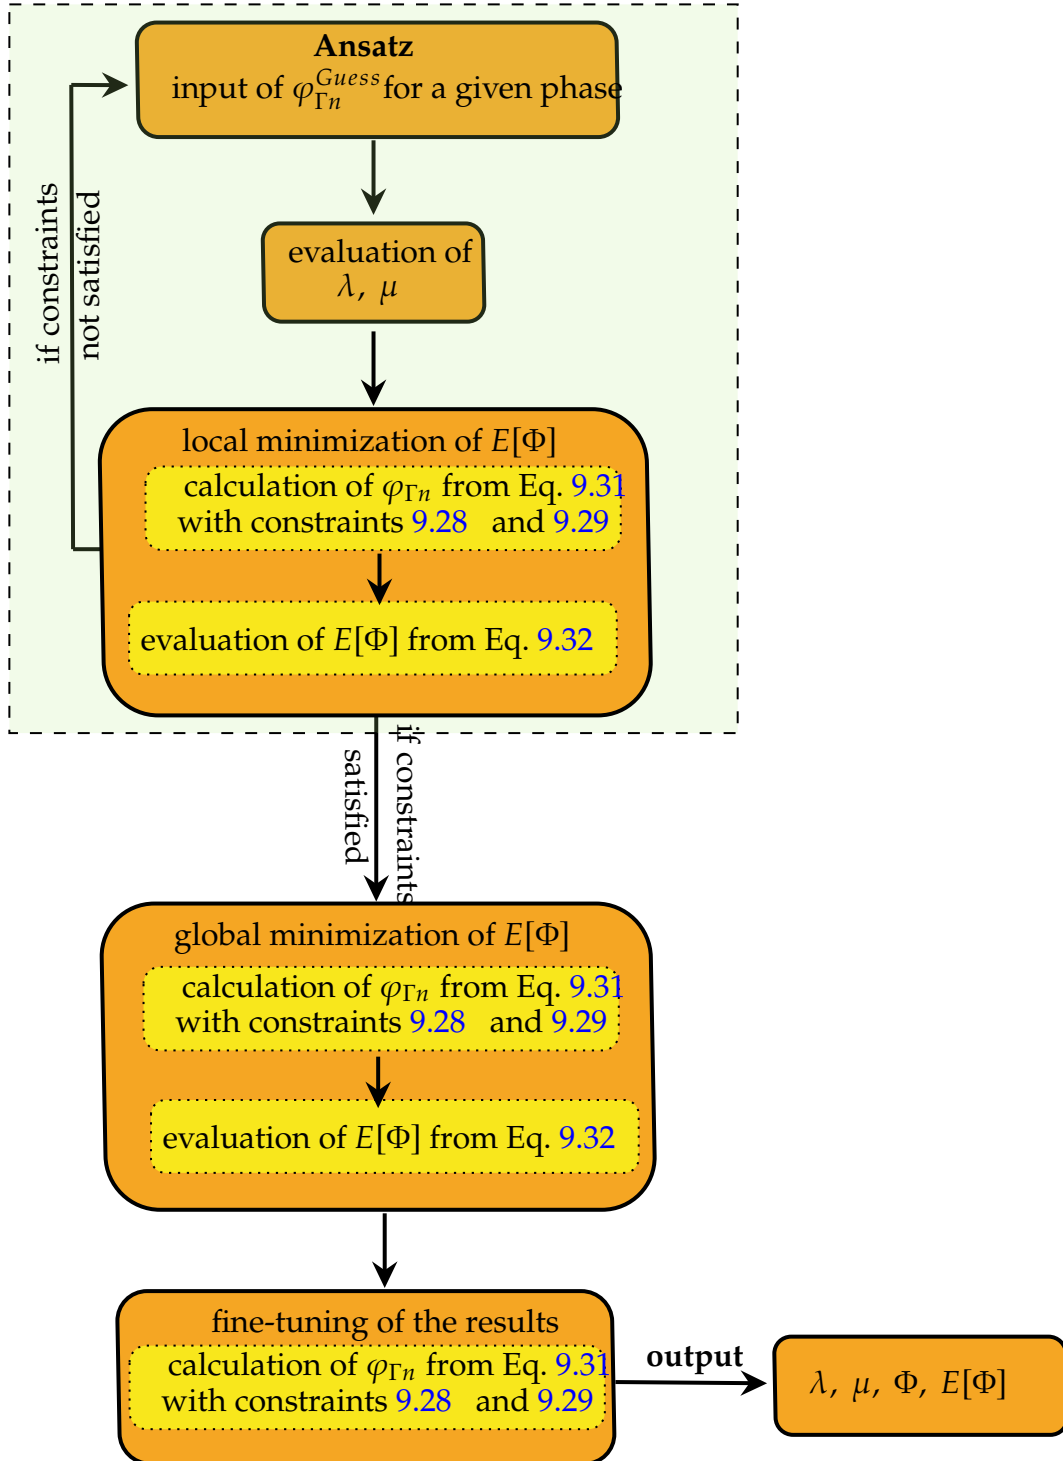 Ansatz
input of φ_{Γn}^{Guess} for a given phase
if constraints
not satisfied
evaluation of
λ, μ
local minimization of E[Φ]
calculation of φ_{Γn} from Eq. 9.31
with constraints 9.28 and 9.29
evaluation of E[Φ] from Eq. 9.32
if constraints
satisfied
global minimization of E[Φ]
calculation of φ_{Γn} from Eq. 9.31
with constraints 9.28 and 9.29
evaluation of E[Φ] from Eq. 9.32
fine-tuning of the results
calculation of φ_{Γn} from Eq. 9.31
with constraints 9.28 and 9.29
output
λ, μ, Φ, E[Φ]